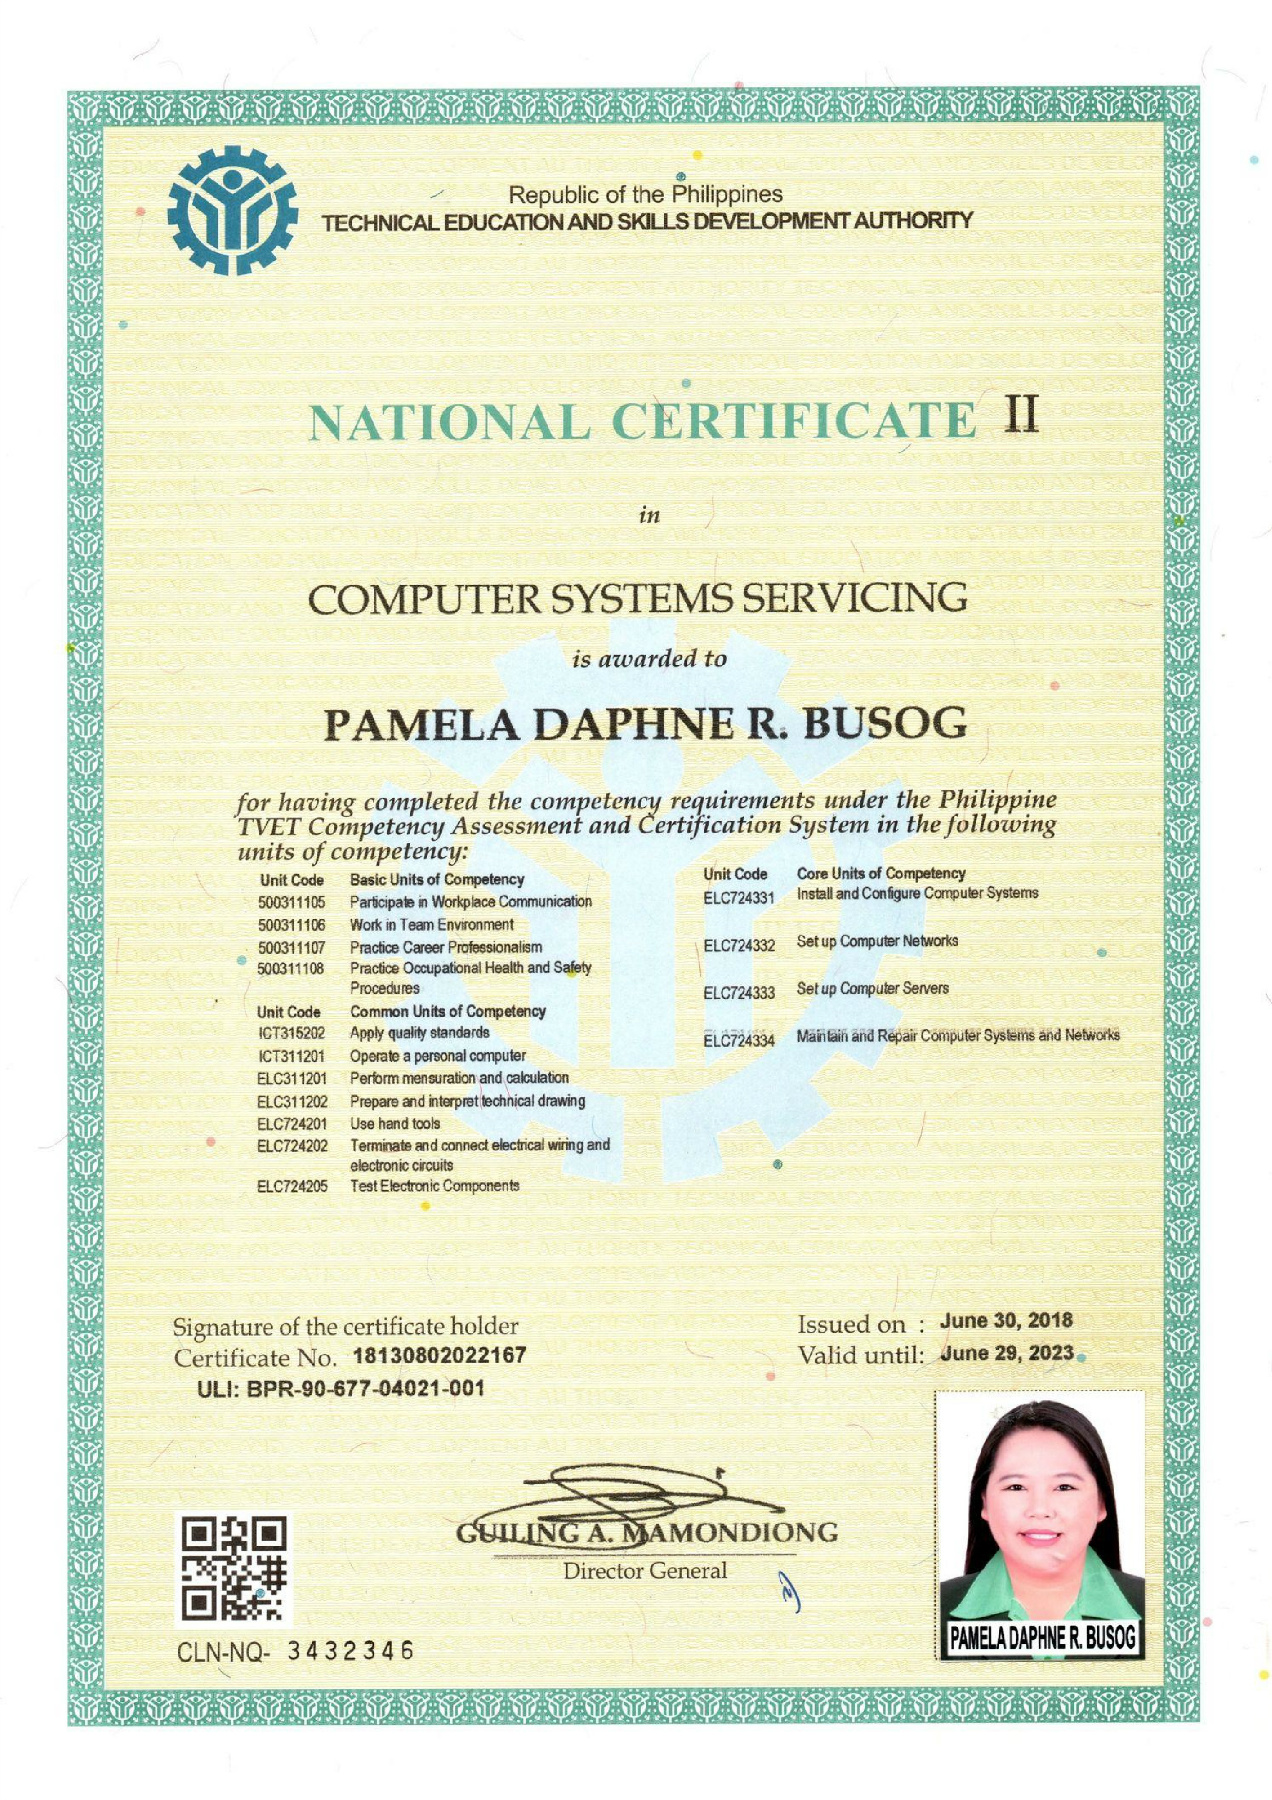 Republic of the Philippines
TECHNICAL EDUCATION AND SKILLS DEVELOPMENT AUTHORITY
NATIONAL CERTIFICATE II
in
COMPUTER SYSTEMS SERVICING
is awarded to
PAMELA DAPHNE R. BUSOG
for having completed the competency requirements under the Philippine
TVET Competency Assessment and Certification System in the following
units of competency:
Unit Code Basic Units of Competency
500311105 Participate in Workplace Communication
500311106 Work in Team Environment
500311107 Practice Career Professionalism
500311108 Practice Occupational Health and Safety
Procedures
Unit Code Common Units of Competency
ICT315202 Apply quality standards
ICT311201 Operate a personal computer
ELC311201 Perform mensuration and calculation
ELC311202 Prepare and interpret technical drawing
ELC724201 Use hand tools
ELC724202 Terminate and connect electrical wiring and
electronic circuits
ELC724205 Test Electronic Components
Unit Code Core Units of Competency
ELC724331 Install and Configure Computer Systems
ELC724332 Set up Computer Networks
ELC724333 Set up Computer Servers
ELC724334 Maintain and Repair Computer Systems and Networks
Signature of the certificate holder
Certificate No. 18130802022167
ULI: BPR-90-677-04021-001
Issued on : June 30, 2018
Valid until: June 29, 2023
GUILING A. MAMONDIONG
Director General
CLN-NQ- 3432346
PAMELA DAPHNE R. BUSOG